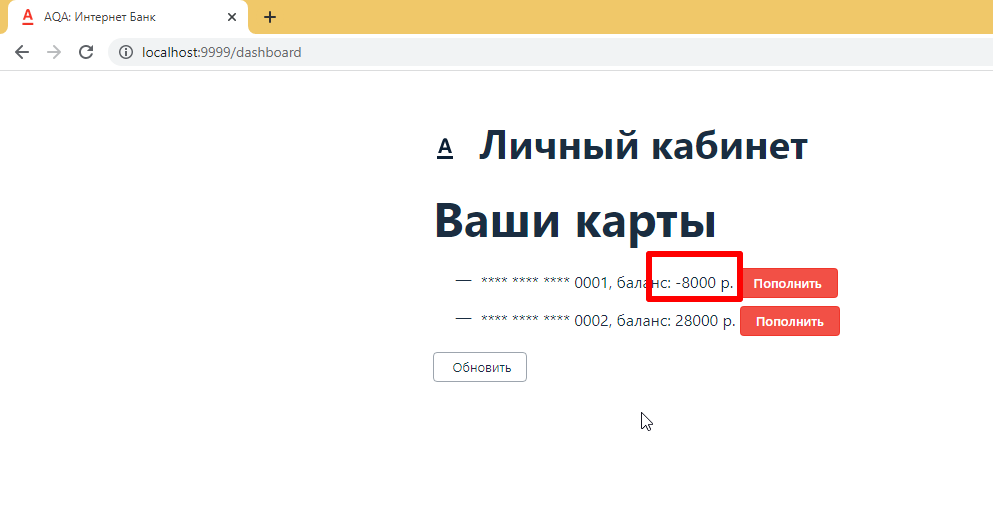 AQA: Интернет Банк
localhost:9999/dashboard
A Личный кабинет
Ваши карты
— **** **** **** 0001, баланс: -8000 р. Пополнить
— **** **** **** 0002, баланс: 28000 р. Пополнить
Обновить